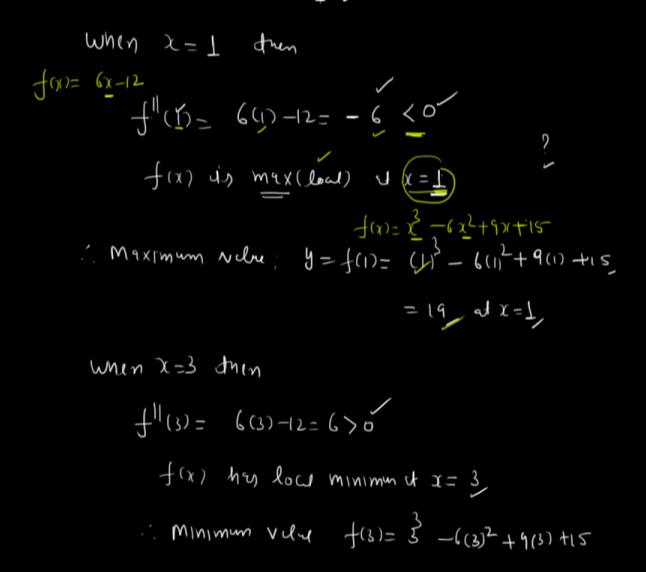 when x = 1 then
f(x) = 6x-12
f''(1) = 6(1)-12 = - 6 < 0
?
f(x) is max (local) at x = 1
f(x) = x³ - 6x² + 9x + 15
∴ Maximum value: y = f(1) = (1)³ - 6(1)² + 9(1) + 15
= 19 at x = 1
when x = 3 then
f''(3) = 6(3)-12 = 6 > 0
f(x) has local minimum at x = 3
∴ Minimum value f(3) = 3³ - 6(3)² + 9(3) + 15